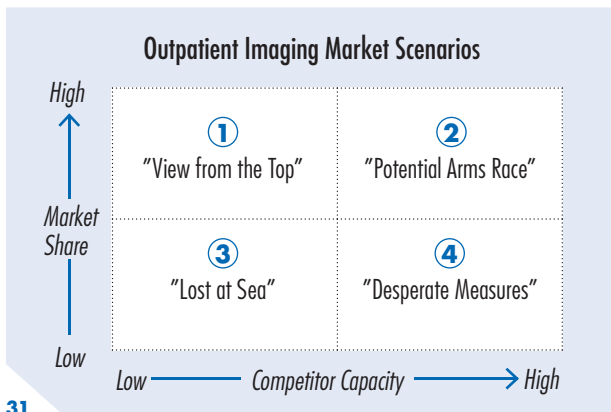 Outpatient Imaging Market Scenarios
High
1
2
"View from the Top"
"Potential Arms Race"
Market
Share
3
4
"Lost at Sea"
"Desperate Measures"
Low
Low
Competitor Capacity
High
31